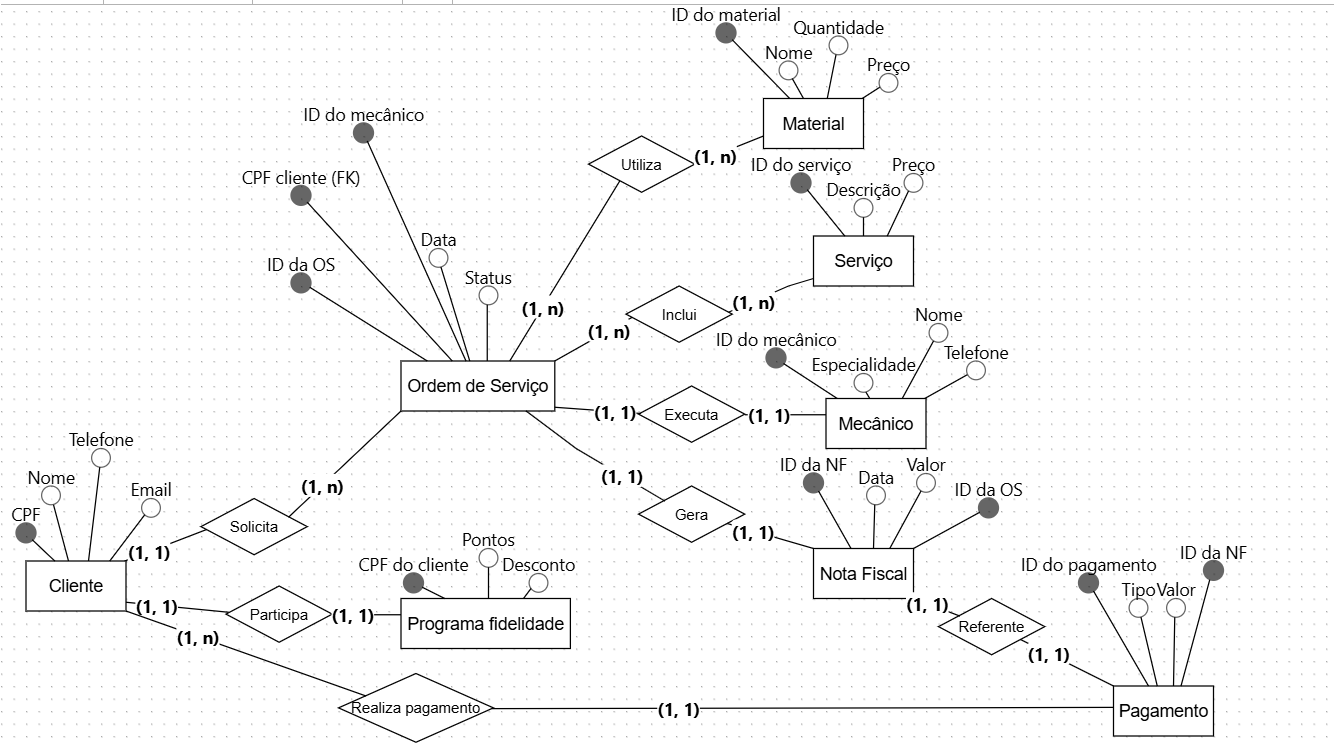 ID do material
Quantidade
Nome
Preço
Material
ID do mecânico
Utiliza
(1, n)
ID do serviço
Preço
CPF cliente (FK)
Descrição
Data
Serviço
ID da OS
Status
(1, n)
(1, n)
Inclui
Nome
(1, n)
ID do mecânico
Telefone
Especialidade
Ordem de Serviço
(1, 1)
Executa
(1, 1)
Mecânico
Telefone
ID da NF
Valor
(1, 1)
Data
Nome
Email
(1, n)
ID da OS
CPF
Solicita
Gera
(1, 1)
(1, 1)
Pontos
ID da NF
CPF do cliente
Desconto
ID do pagamento
Cliente
Nota Fiscal
Tipo
Valor
(1, 1)
Participa
(1, 1)
Programa fidelidade
(1, 1)
Referente
(1, n)
(1, 1)
Realiza pagamento
(1, 1)
Pagamento